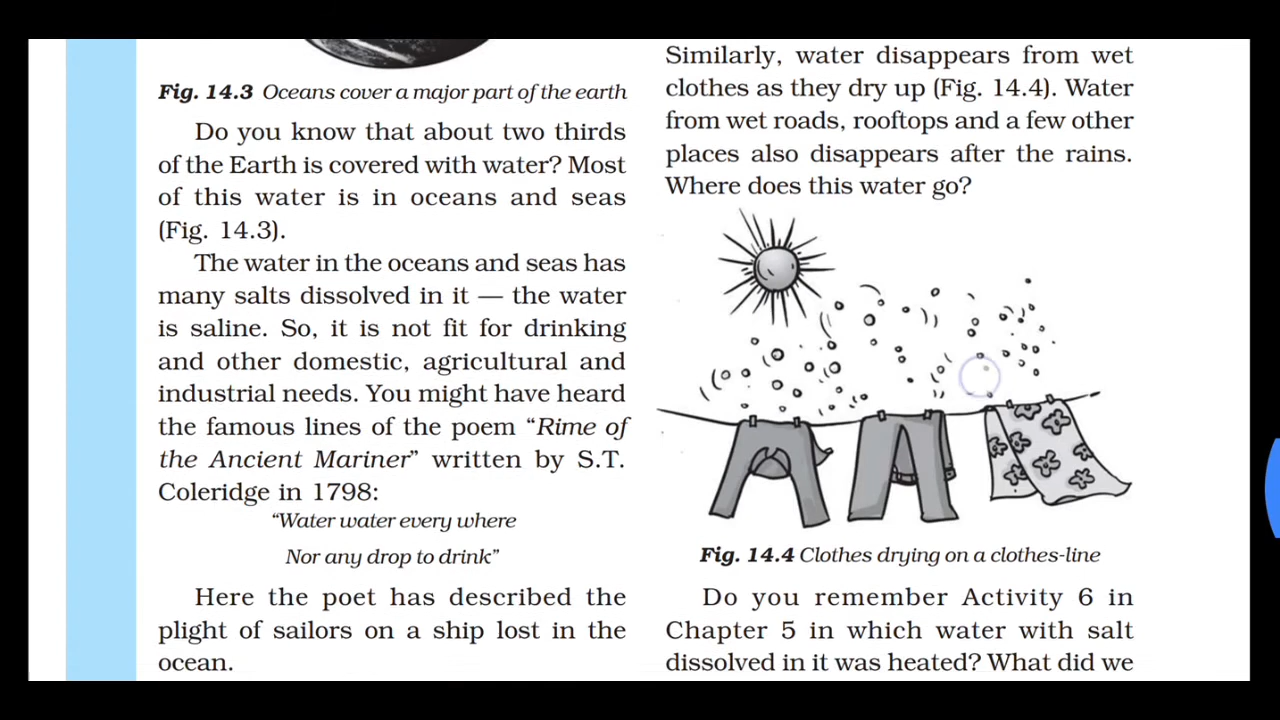 Fig. 14.3 Oceans cover a major part of the earth
Do you know that about two thirds
of the Earth is covered with water? Most
of this water is in oceans and seas
(Fig. 14.3).
The water in the oceans and seas has
many salts dissolved in it — the water
is saline. So, it is not fit for drinking
and other domestic, agricultural and
industrial needs. You might have heard
the famous lines of the poem “Rime of
the Ancient Mariner” written by S.T.
Coleridge in 1798:
“Water water every where
Nor any drop to drink”
Here the poet has described the
plight of sailors on a ship lost in the
ocean.
Similarly, water disappears from wet
clothes as they dry up (Fig. 14.4). Water
from wet roads, rooftops and a few other
places also disappears after the rains.
Where does this water go?
Fig. 14.4 Clothes drying on a clothes-line
Do you remember Activity 6 in
Chapter 5 in which water with salt
dissolved in it was heated? What did we